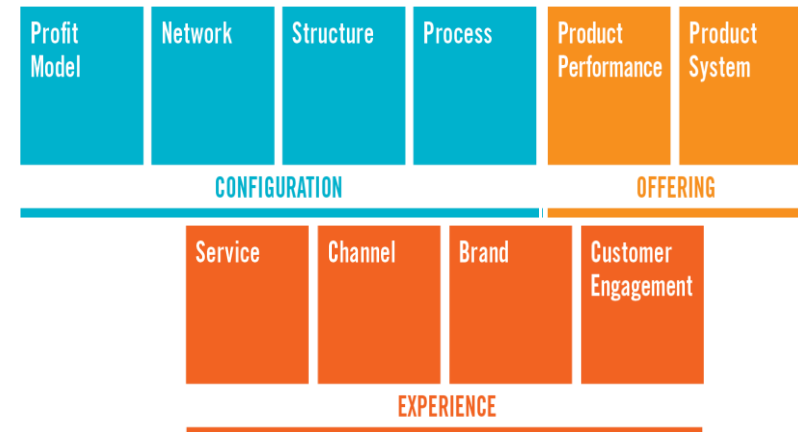 Profit
Model
Network
Structure
Process
Product
Performance
Product
System
CONFIGURATION
OFFERING
Service
Channel
Brand
Customer
Engagement
EXPERIENCE